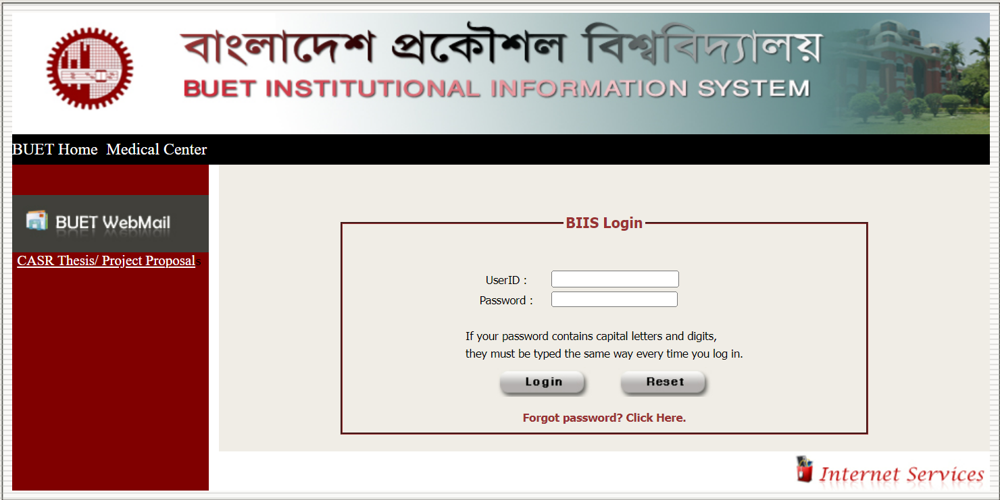 বাংলাদেশ প্রকৌশল বিশ্ববিদ্যালয়
BUET INSTITUTIONAL INFORMATION SYSTEM
BUET Home Medical Center
BUET WebMail
CASR Thesis/ Project Proposals
BIIS Login
UserID :
Password :
If your password contains capital letters and digits,
they must be typed the same way every time you log in.
Login Reset
Forgot password? Click Here.
Internet Services